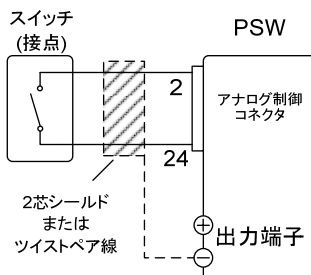 スイッチ
(接点)
PSW
2
アナログ制御
コネクタ
24
2芯シールド
または
ツイストペア線
+
出力端子
−